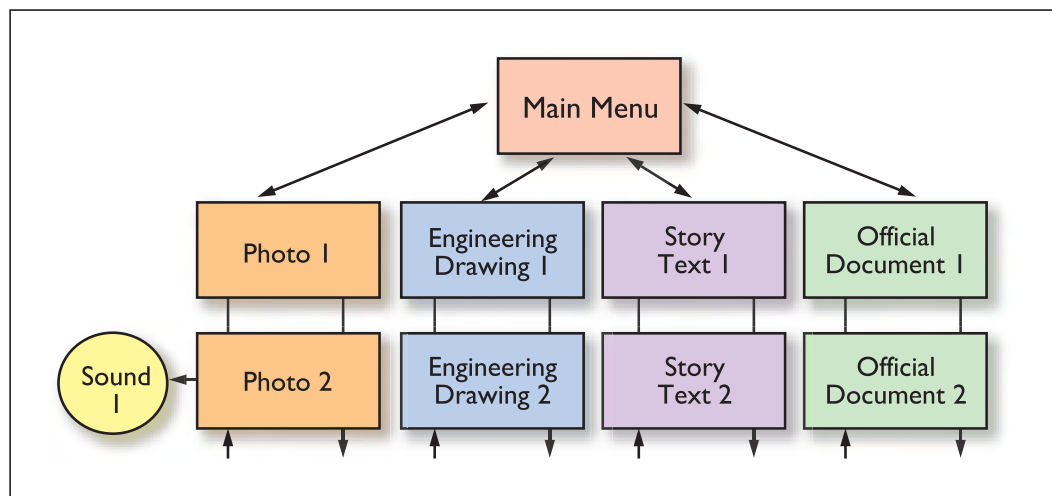 Main Menu
Photo 1
Engineering
Drawing 1
Story
Text 1
Official
Document 1
Sound
1
Photo 2
Engineering
Drawing 2
Story
Text 2
Official
Document 2